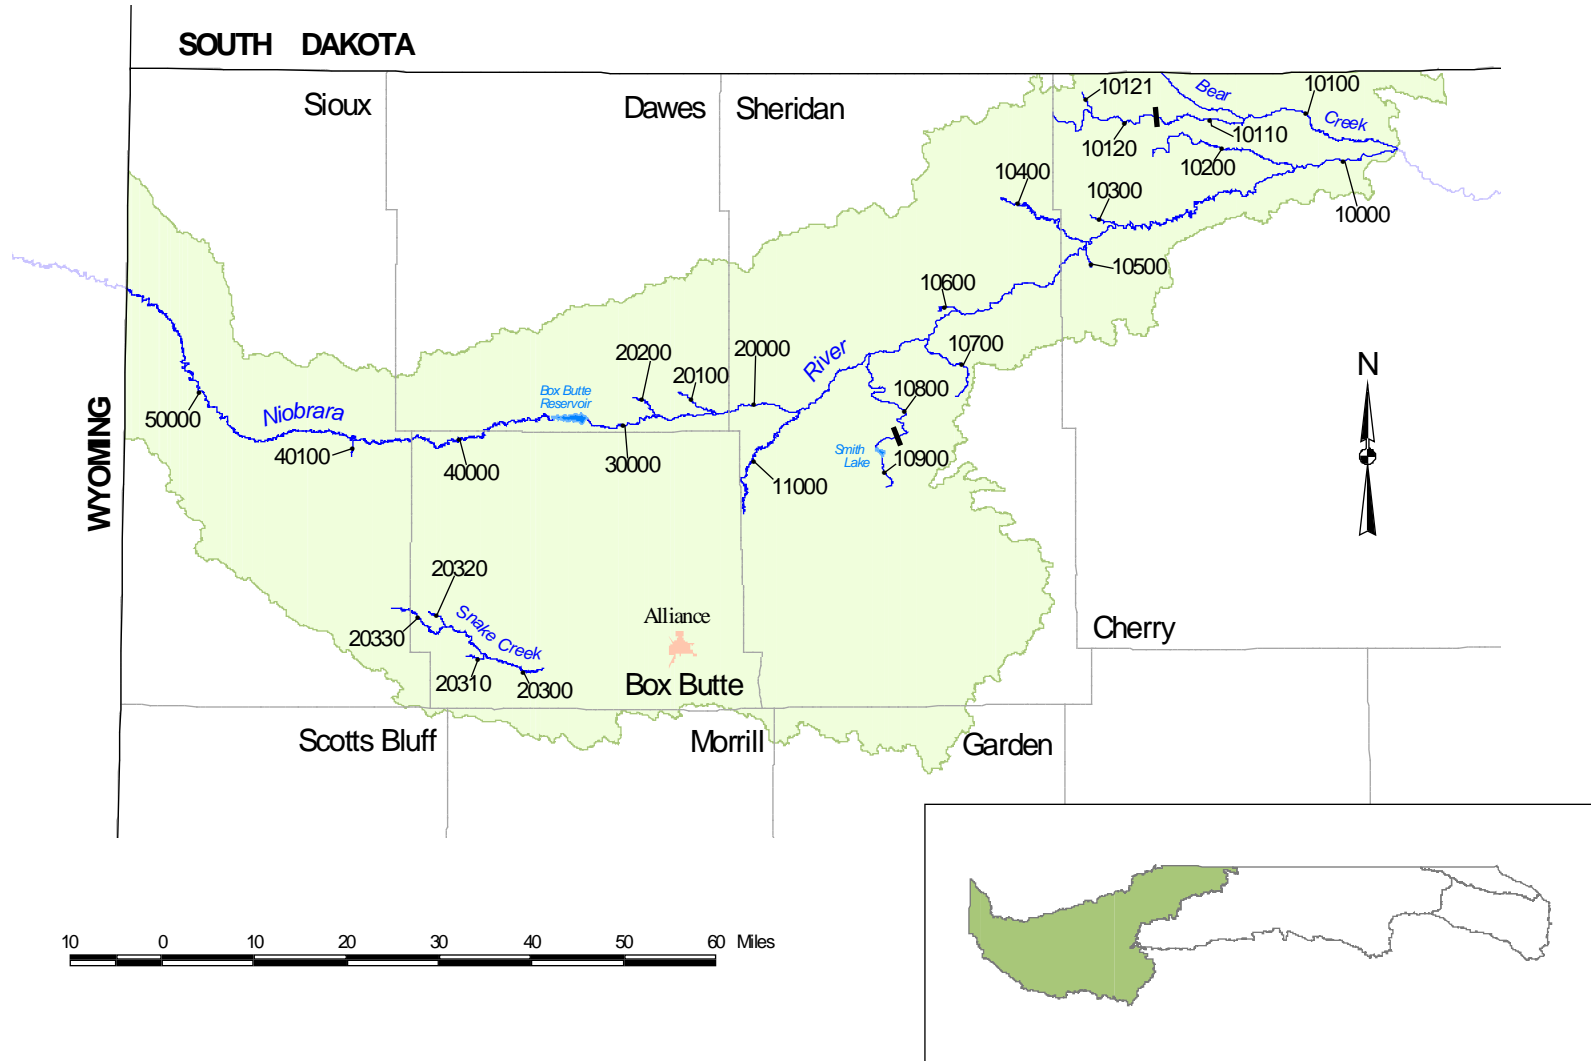 SOUTH DAKOTA
Sioux
Dawes
Sheridan
10121
Bear
10100
Creek
10110
10120
10200
10400
10300
10000
10500
10600
10700
River
20000
20200
20100
10800
Box Butte
Reservoir
50000
Niobrara
40100
40000
30000
Smith
Lake
10900
11000
WYOMING
N
20320
Snake Creek
20330
Alliance
20310
20300
Box Butte
Cherry
Scotts Bluff
Morrill
Garden
10 0 10 20 30 40 50 60 Miles